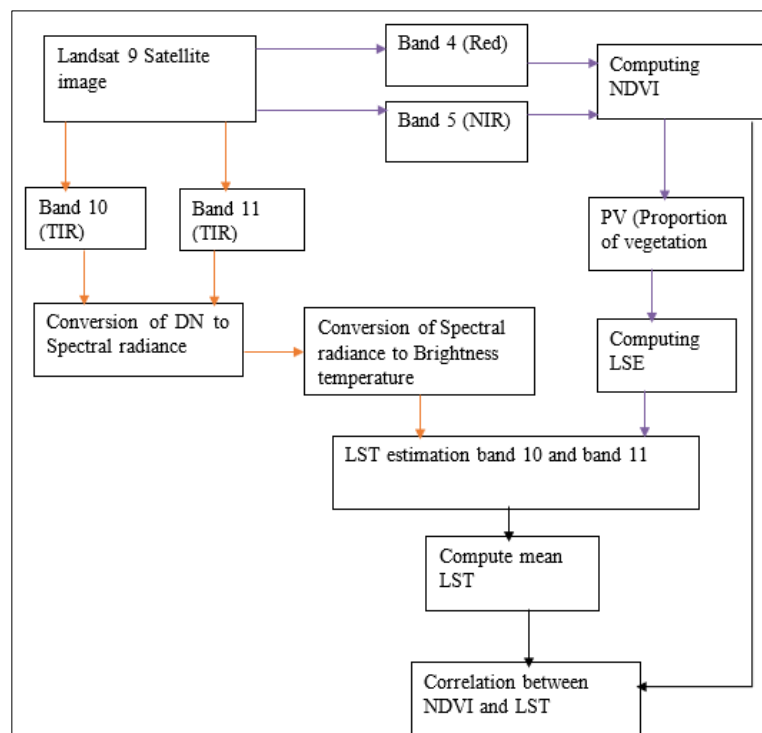 Landsat 9 Satellite
image
Band 4 (Red)
Band 5 (NIR)
Computing
NDVI
Band 10
(TIR)
Band 11
(TIR)
PV (Proportion
of vegetation
Conversion of DN to
Spectral radiance
Conversion of Spectral
radiance to Brightness
temperature
Computing
LSE
LST estimation band 10 and band 11
Compute mean
LST
Correlation between
NDVI and LST